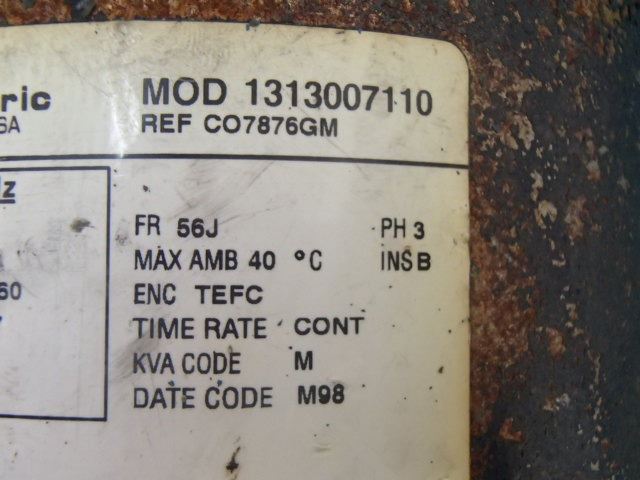 ric MOD 1313007110
SA REF CO7876GM
Hz
FR 56J PH 3
MAX AMB 40 °C INS B
60 ENC TEFC
TIME RATE CONT
KVA CODE M
DATE CODE M98